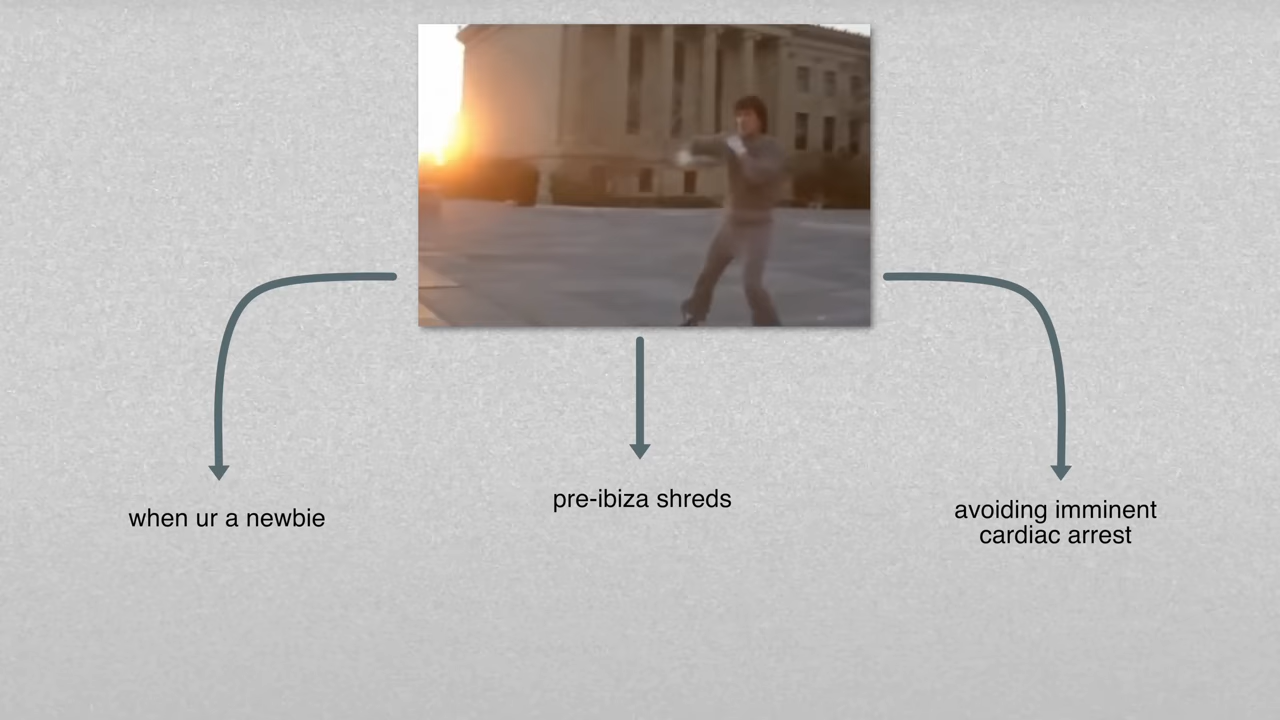 when ur a newbie
pre-ibiza shreds
avoiding imminent
cardiac arrest